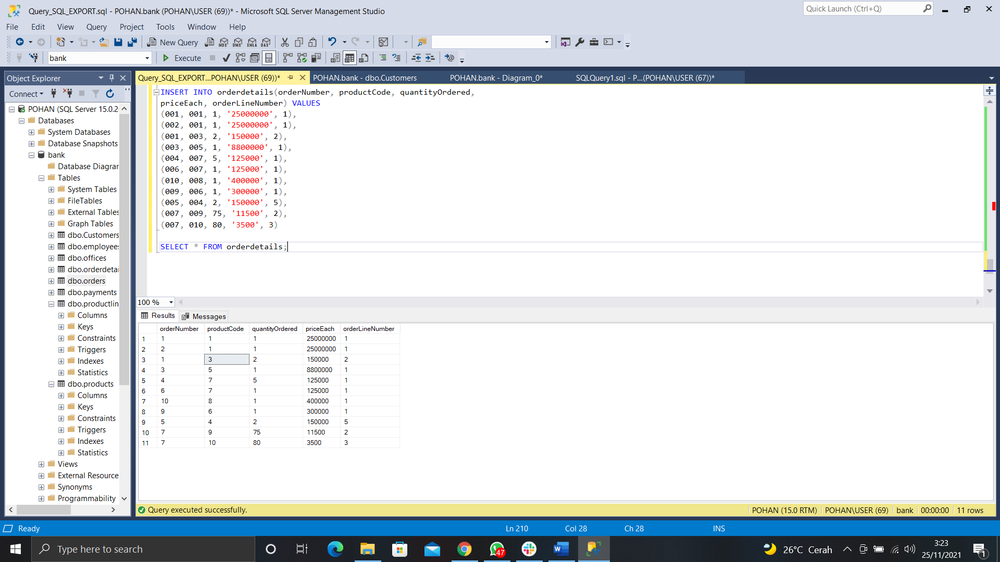 Query_SQL_EXPORT.sql - POHAN.bank (POHAN\USER (69))* - Microsoft SQL Server Management Studio
Quick Launch (Ctrl+Q)
File Edit View Query Project Tools Window Help
New Query MDX DMX XMLA DAX
bank Execute
Object Explorer
Query_SQL_EXPORT...POHAN\USER (69))* POHAN.bank - dbo.Customers POHAN.bank - Diagram_0* SQLQuery1.sql - P...(POHAN\USER (67))*
Connect
POHAN (SQL Server 15.0.2
Databases
System Databases
Database Snapshots
bank
Database Diagrar
Tables
System Tables
FileTables
External Tables
Graph Tables
dbo.Customers
dbo.employees
dbo.offices
dbo.orderdetai
dbo.orders
dbo.payments
dbo.productlin
Columns
Keys
Constraints
Triggers
Indexes
Statistics
dbo.products
Columns
Keys
Constraints
Triggers
Indexes
Statistics
Views
External Resource
Synonyms
Programmability
INSERT INTO orderdetails(orderNumber, productCode, quantityOrdered,
priceEach, orderLineNumber) VALUES
(001, 001, 1, '25000000', 1),
(002, 001, 1, '25000000', 1),
(001, 003, 2, '150000', 2),
(003, 005, 1, '8800000', 1),
(004, 007, 5, '125000', 1),
(006, 007, 1, '125000', 1),
(010, 008, 1, '400000', 1),
(009, 006, 1, '300000', 1),
(005, 004, 2, '150000', 5),
(007, 009, 75, '11500', 2),
(007, 010, 80, '3500', 3)
SELECT * FROM orderdetails;
100 %
Results Messages
orderNumber productCode quantityOrdered priceEach orderLineNumber
1 1 1 1 25000000 1
2 2 1 1 25000000 1
3 1 3 2 150000 2
4 3 5 1 8800000 1
5 4 7 5 125000 1
6 6 7 1 125000 1
7 10 8 1 400000 1
8 9 6 1 300000 1
9 5 4 2 150000 5
10 7 9 75 11500 2
11 7 10 80 3500 3
Query executed successfully. POHAN (15.0 RTM) POHAN\USER (69) bank 00:00:00 11 rows
Ready Ln 210 Col 28 Ch 28 INS
Type here to search 47 26°C Cerah 3:23
25/11/2021 1